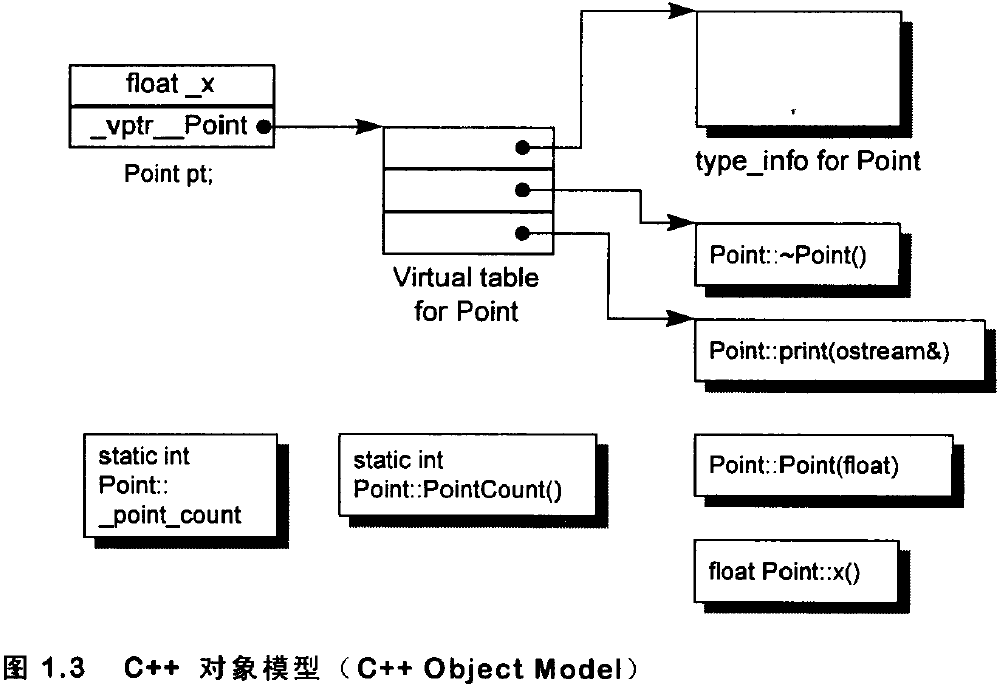 float _x
_vptr__Point
Point pt;
type_info for Point
Virtual table
for Point
Point::~Point()
Point::print(ostream&)
static int
Point::
_point_count
static int
Point::PointCount()
Point::Point(float)
float Point::x()
图 1.3 C++ 对象模型（C++ Object Model）